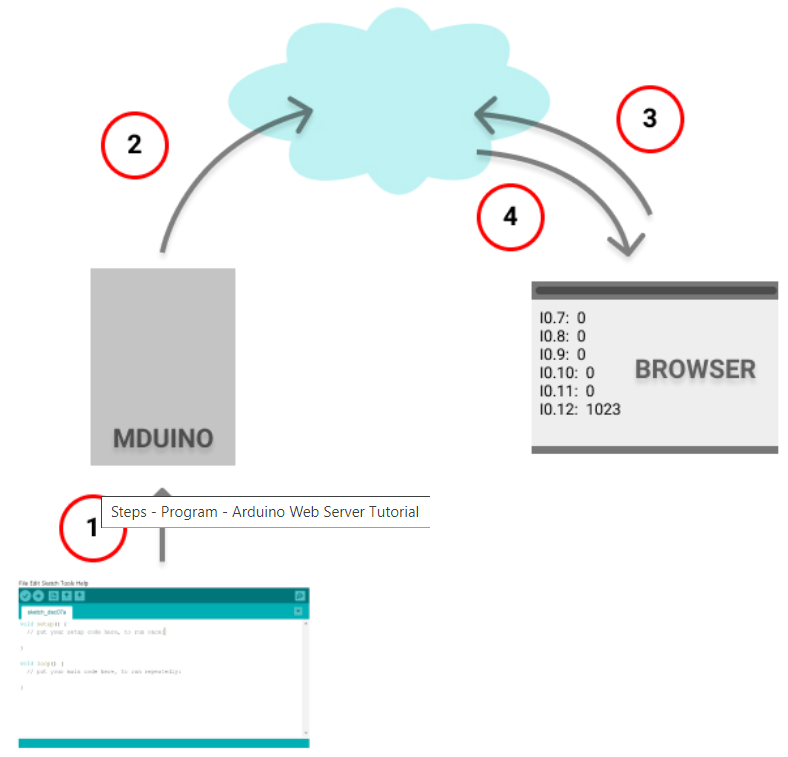 2
3
4
I0.7: 0
I0.8: 0
I0.9: 0
I0.10: 0
I0.11: 0
I0.12: 1023
BROWSER
MDUINO
1
Steps - Program - Arduino Web Server Tutorial
File Edit Sketch Tools Help
sketch_dec07a
void setup() {
// put your setup code here, to run once:
}
void loop() {
// put your main code here, to run repeatedly:
}